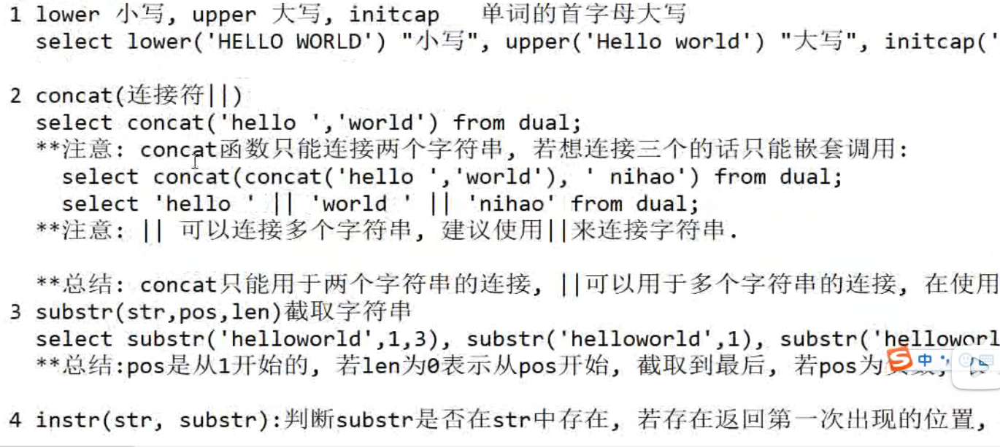 1 lower 小写, upper 大写, initcap 单词的首字母大写
select lower('HELLO WORLD') "小写", upper('Hello world') "大写", initcap('
2 concat(连接符||)
select concat('hello ','world') from dual;
**注意: concat函数只能连接两个字符串, 若想连接三个的话只能嵌套调用:
select concat(concat('hello ','world'), ' nihao') from dual;
select 'hello ' || 'world ' || 'nihao' from dual;
**注意: || 可以连接多个字符串, 建议使用||来连接字符串.
**总结: concat只能用于两个字符串的连接, ||可以用于多个字符串的连接, 在使用
3 substr(str,pos,len)截取字符串
select substr('helloworld',1,3), substr('helloworld',1), substr('helloworl
**总结:pos是从1开始的, 若len为0表示从pos开始, 截取到最后, 若pos为
中
4 instr(str, substr):判断substr是否在str中存在, 若存在返回第一次出现的位置,